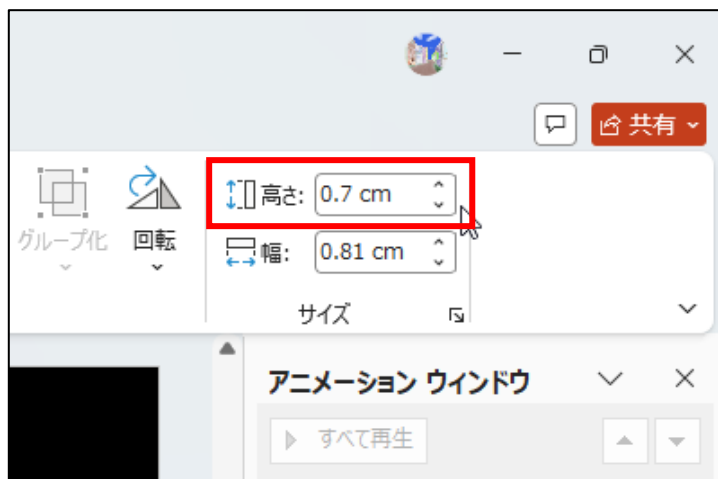 共有
高さ: 0.7 cm
グループ化
回転
幅: 0.81 cm
サイズ
アニメーション ウィンドウ
すべて再生